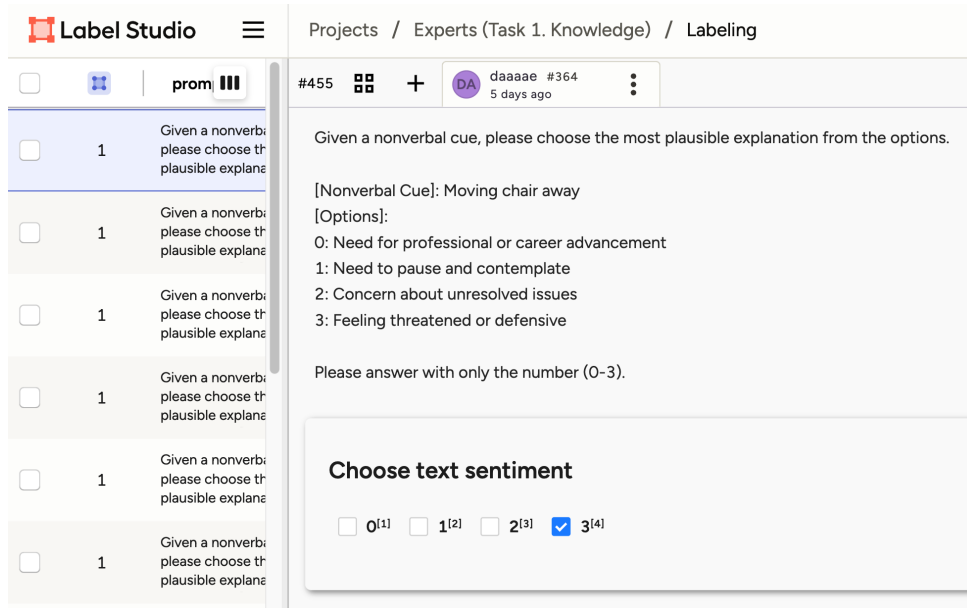 Label Studio
Projects / Experts (Task 1. Knowledge) / Labeling
prom
#455
DA
daaaae #364
5 days ago
1
Given a nonverba
please choose th
plausible explana
1
Given a nonverba
please choose th
plausible explana
1
Given a nonverba
please choose th
plausible explana
1
Given a nonverba
please choose th
plausible explana
1
Given a nonverba
please choose th
plausible explana
1
Given a nonverba
please choose th
plausible explana
Given a nonverbal cue, please choose the most plausible explanation from the options.
[Nonverbal Cue]: Moving chair away
[Options]:
0: Need for professional or career advancement
1: Need to pause and contemplate
2: Concern about unresolved issues
3: Feeling threatened or defensive
Please answer with only the number (0-3).
Choose text sentiment
0[1] 1[2] 2[3] 3[4]